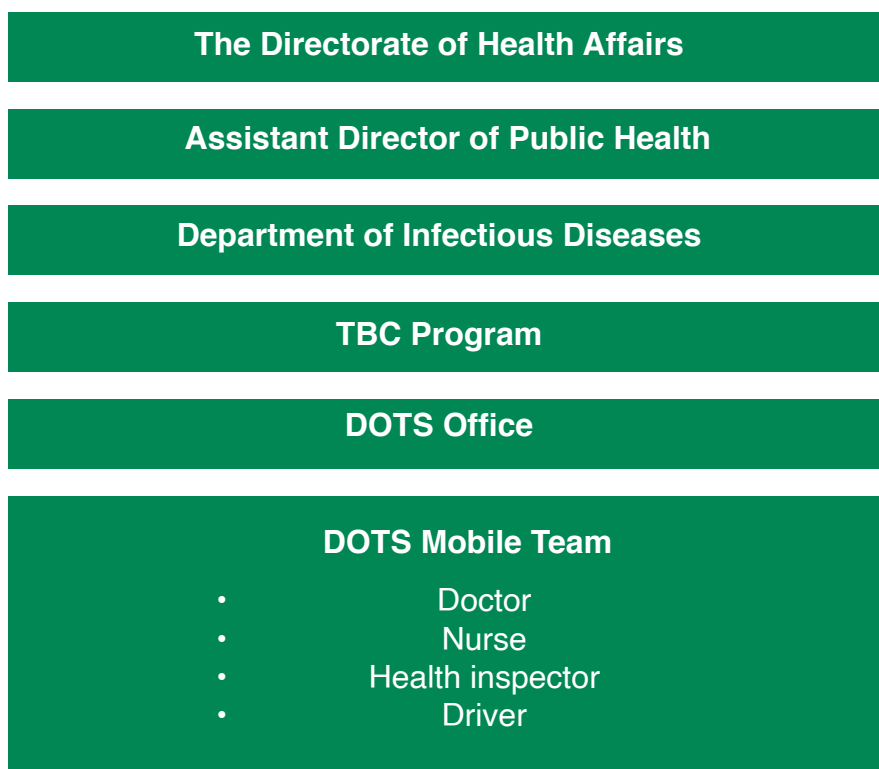 The Directorate of Health Affairs
Assistant Director of Public Health
Department of Infectious Diseases
TBC Program
DOTS Office
DOTS Mobile Team
• Doctor
• Nurse
• Health inspector
• Driver